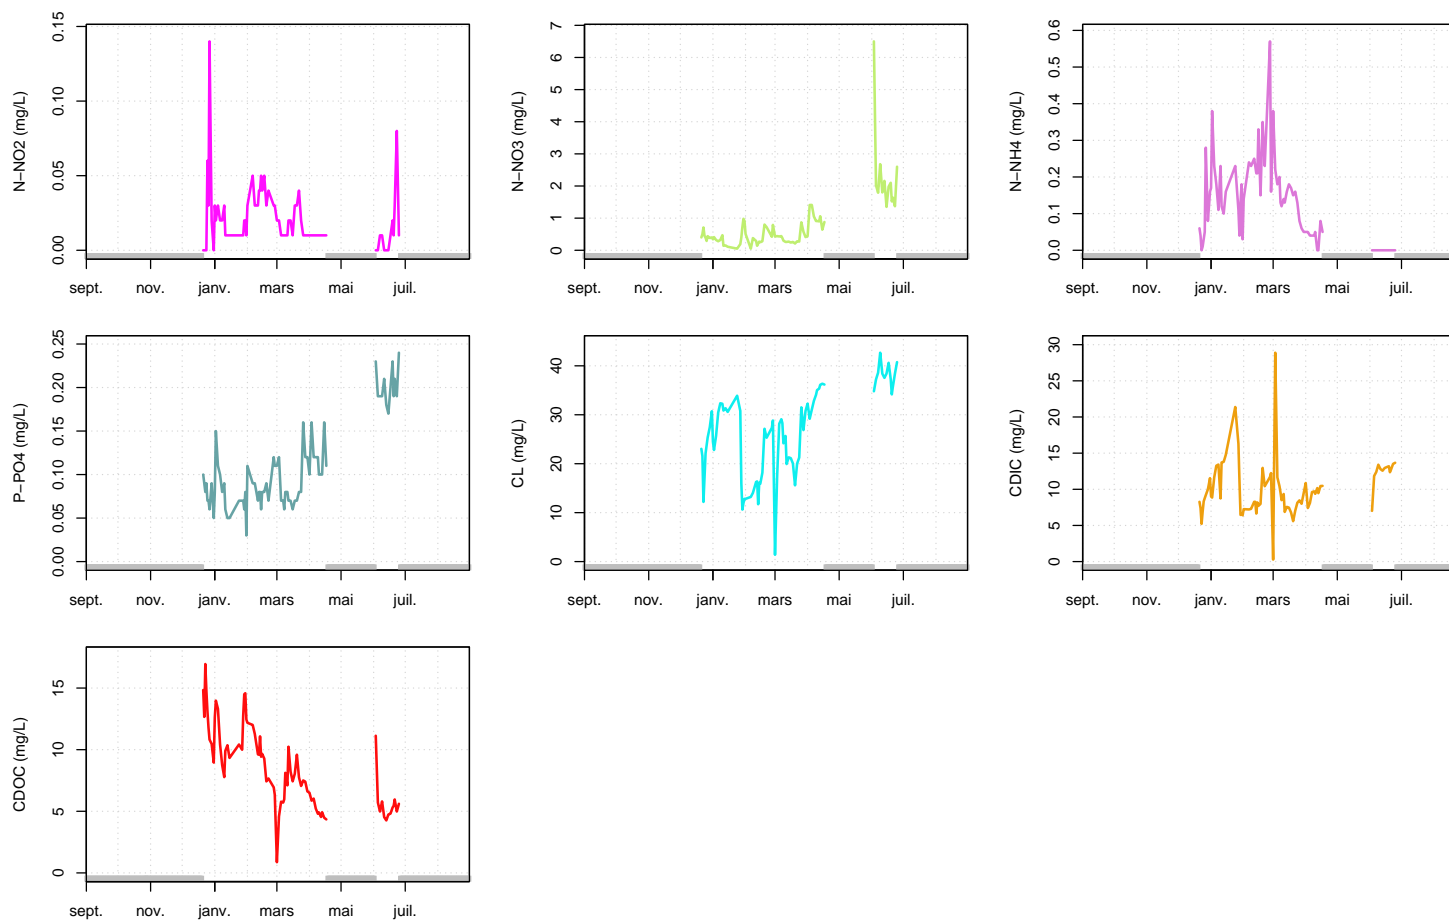 N−NO2 (mg/L)
0.00
0.05
0.10
0.15
sept. nov. janv. mars mai juil.
N−NO3 (mg/L)
0
1
2
3
4
5
6
7
sept. nov. janv. mars mai juil.
N−NH4 (mg/L)
0.0
0.1
0.2
0.3
0.4
0.5
0.6
sept. nov. janv. mars mai juil.
P−PO4 (mg/L)
0.00
0.05
0.10
0.15
0.20
0.25
sept. nov. janv. mars mai juil.
CL (mg/L)
0
10
20
30
40
sept. nov. janv. mars mai juil.
CDIC (mg/L)
0
5
10
15
20
25
30
sept. nov. janv. mars mai juil.
CDOC (mg/L)
0
5
10
15
sept. nov. janv. mars mai juil.